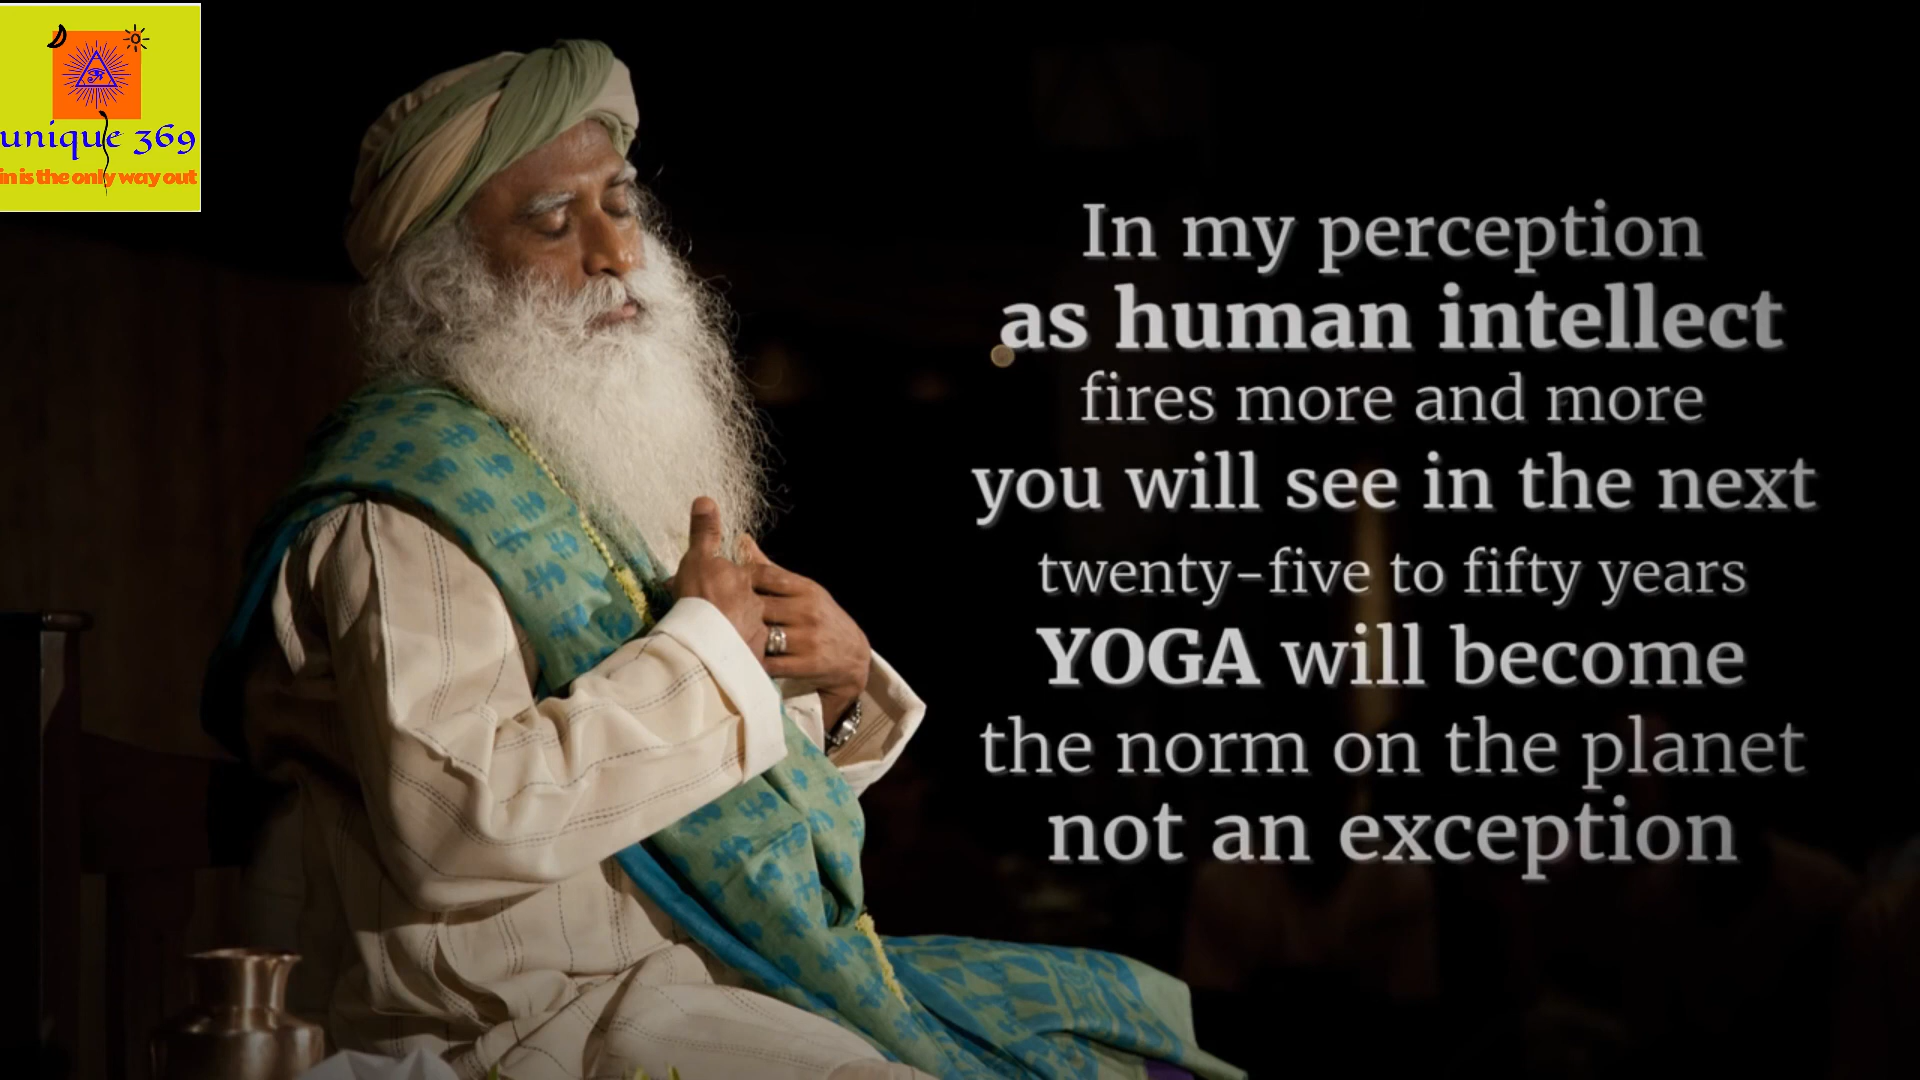 unique 369
in is the only way out
In my perception
as human intellect
fires more and more
you will see in the next
twenty-five to fifty years
YOGA will become
the norm on the planet
not an exception